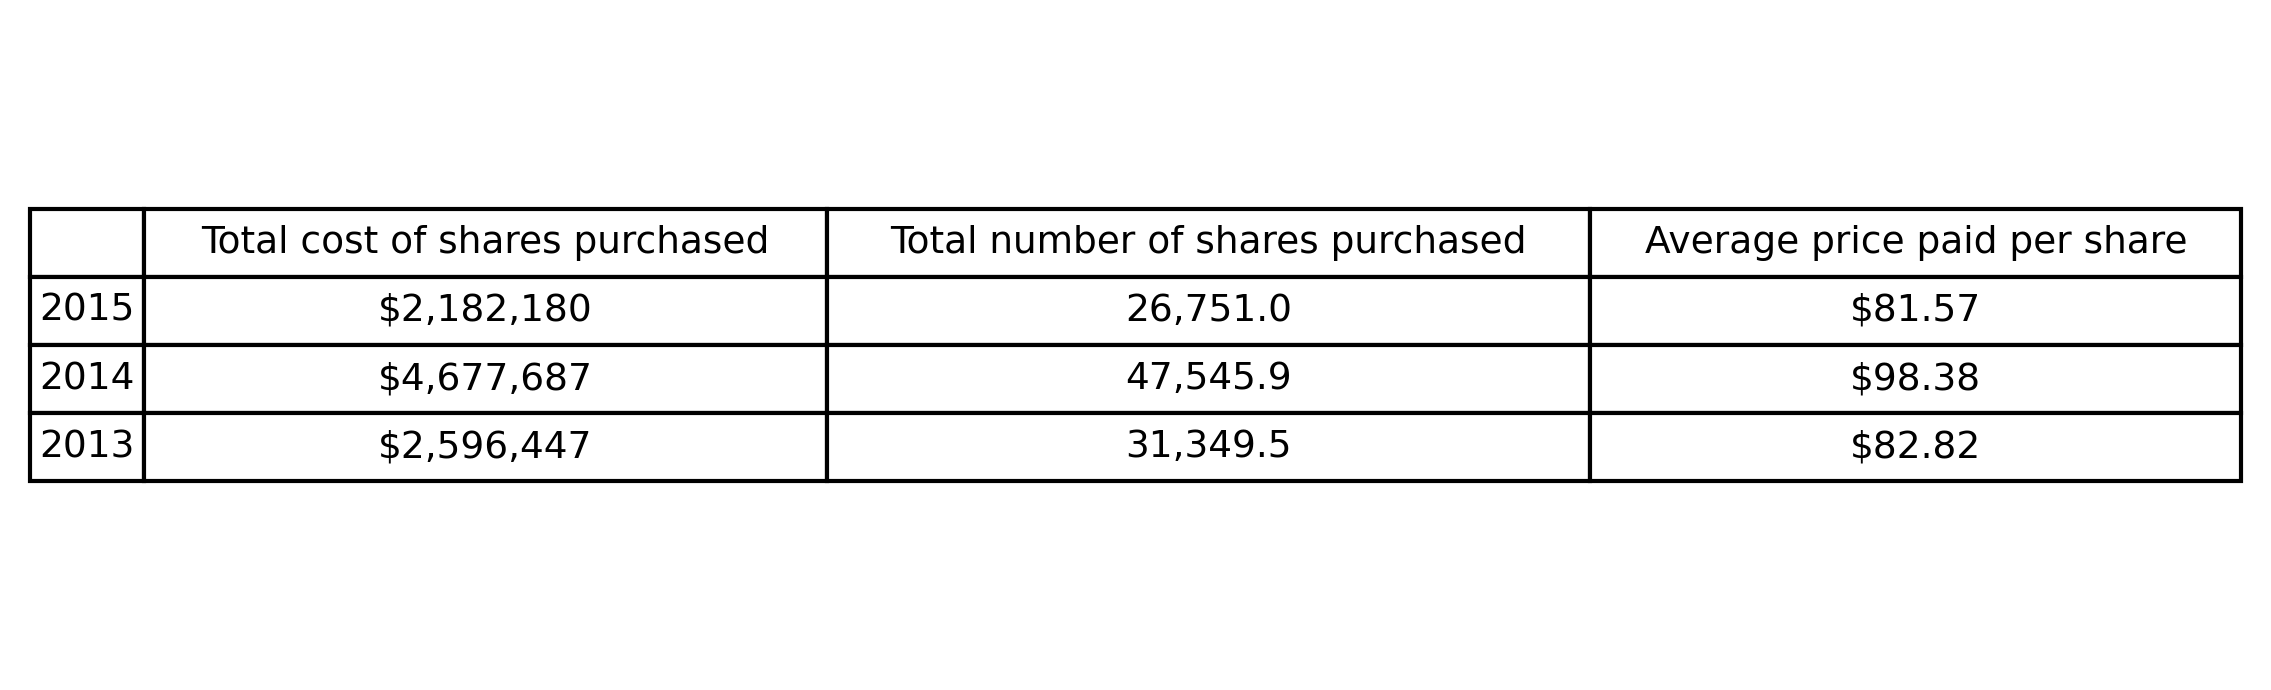 Total cost of shares purchased Total number of shares purchased Average price paid per share
2015 $2,182,180 26,751.0 $81.57
2014 $4,677,687 47,545.9 $98.38
2013 $2,596,447 31,349.5 $82.82